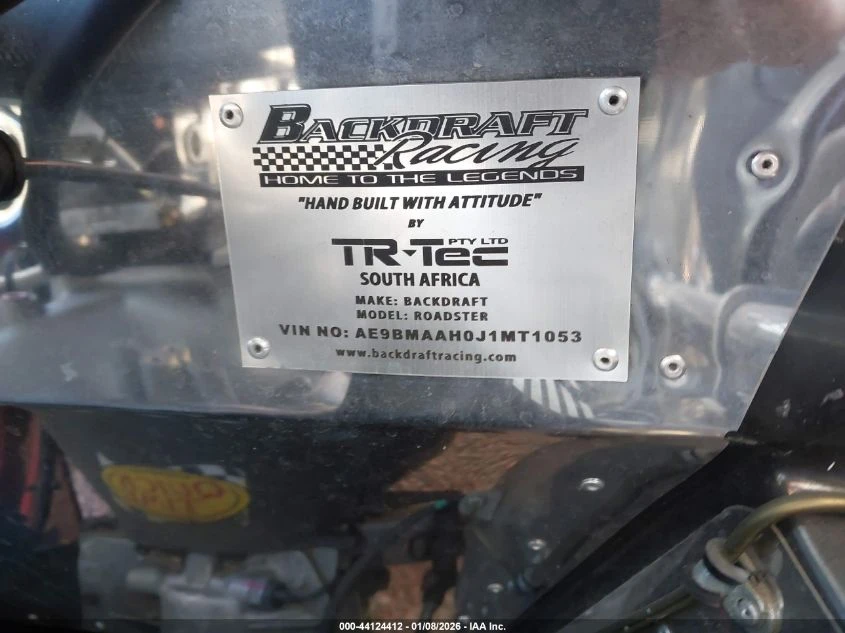 BACKDRAFT
Racing
HOME TO THE LEGENDS
"HAND BUILT WITH ATTITUDE"
BY
TR-Tec PTY LTD
SOUTH AFRICA
MAKE: BACKDRAFT
MODEL: ROADSTER
VIN NO: AE9BMAAH0J1MT1053
www.backdraftracing.com
000-44124412 - 01/08/2026 - IAA Inc.